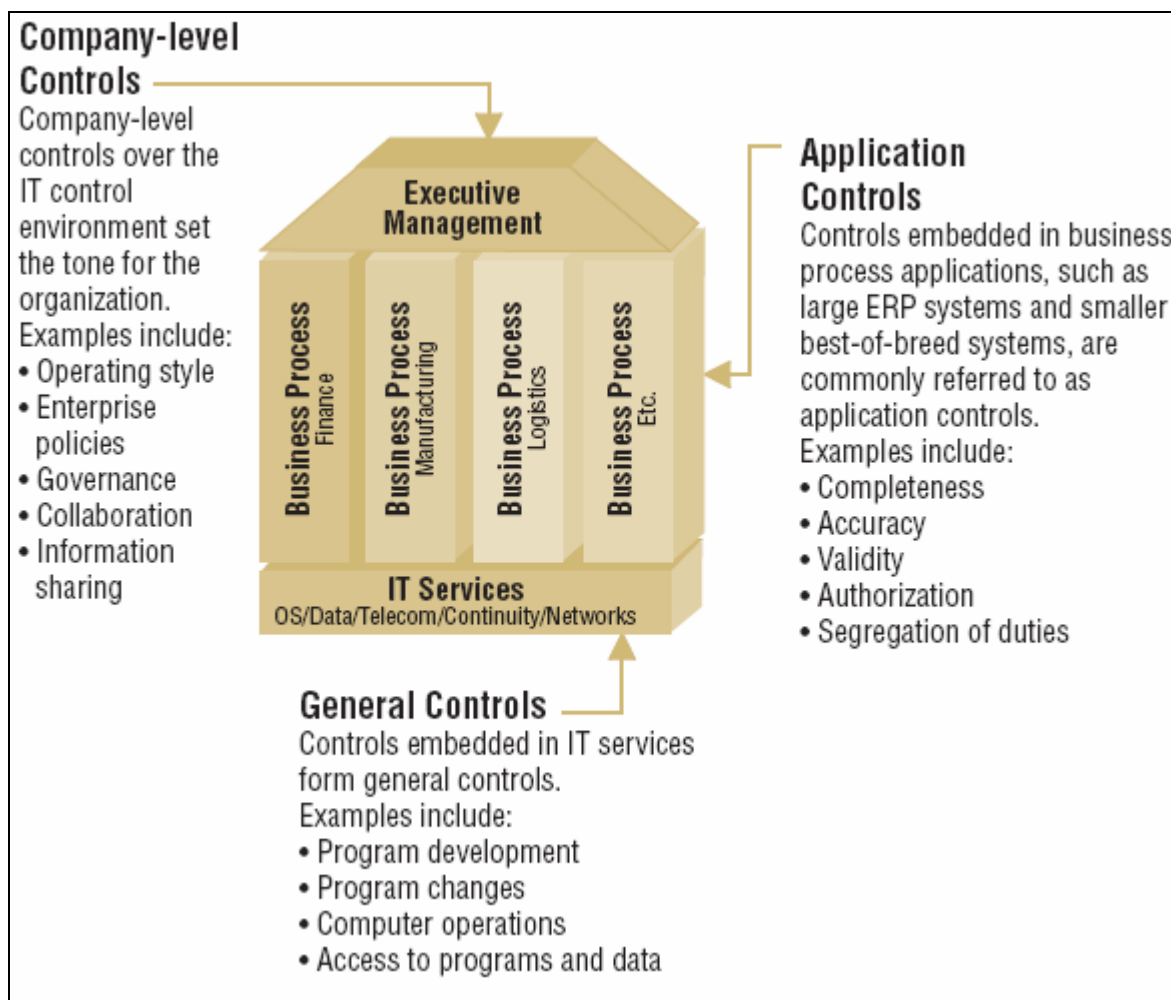 Company-level
Controls
Company-level
controls over the
IT control
environment set
the tone for the
organization.
Examples include:
• Operating style
• Enterprise
policies
• Governance
• Collaboration
• Information
sharing
Executive
Management
Business Process
Finance
Business Process
Manufacturing
Business Process
Logistics
Business Process
Etc.
IT Services
OS/Data/Telecom/Continuity/Networks
Application
Controls
Controls embedded in business
process applications, such as
large ERP systems and smaller
best-of-breed systems, are
commonly referred to as
application controls.
Examples include:
• Completeness
• Accuracy
• Validity
• Authorization
• Segregation of duties
General Controls
Controls embedded in IT services
form general controls.
Examples include:
• Program development
• Program changes
• Computer operations
• Access to programs and data